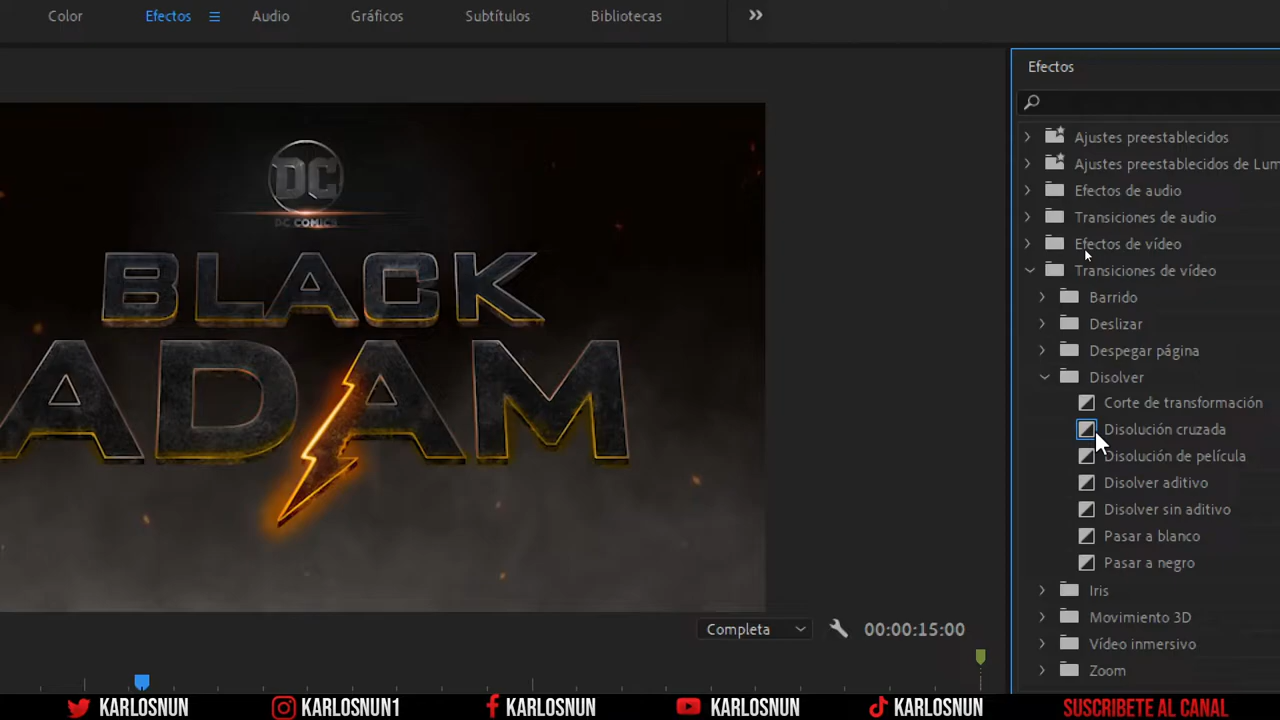 Color
Efectos
Audio
Gráficos
Subtítulos
Bibliotecas
Efectos
Ajustes preestablecidos
Ajustes preestablecidos de Lum
Efectos de audio
Transiciones de audio
Efectos de vídeo
Transiciones de vídeo
Barrido
Deslizar
Despegar página
Disolver
Corte de transformación
Disolución cruzada
Disolución de película
Disolver aditivo
Disolver sin aditivo
Pasar a blanco
Pasar a negro
Iris
Movimiento 3D
Vídeo inmersivo
Zoom
DC
DC COMICS
BLACK
ADAM
Completa
00:00:15:00
KARLOSNUN
KARLOSNUN1
KARLOSNUN
KARLOSNUN
KARLOSNUN
SUSCRIBETE AL CANAL